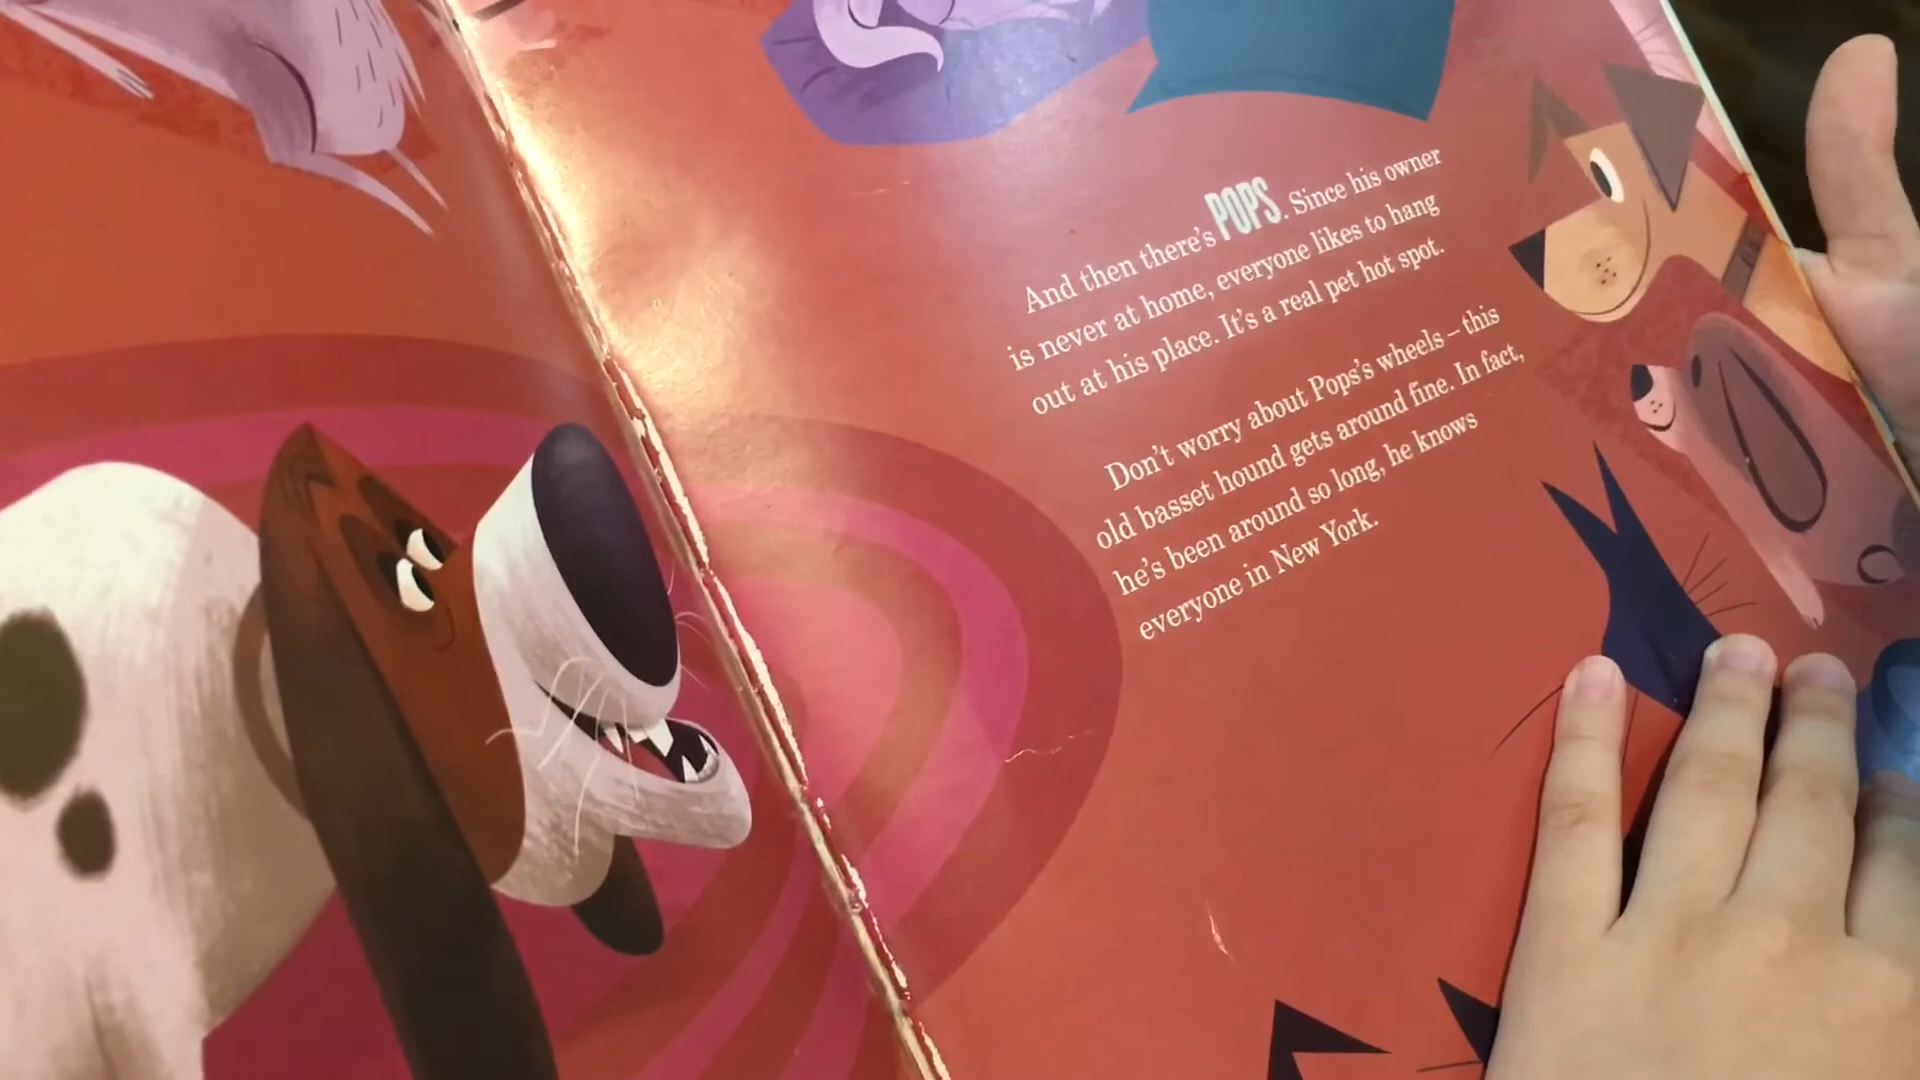 And then there's POPS. Since his owner
is never at home, everyone likes to hang
out at his place. It's a real pet hot spot.
Don't worry about Pops's wheels – this
old basset hound gets around fine. In fact,
he's been around so long, he knows
everyone in New York.